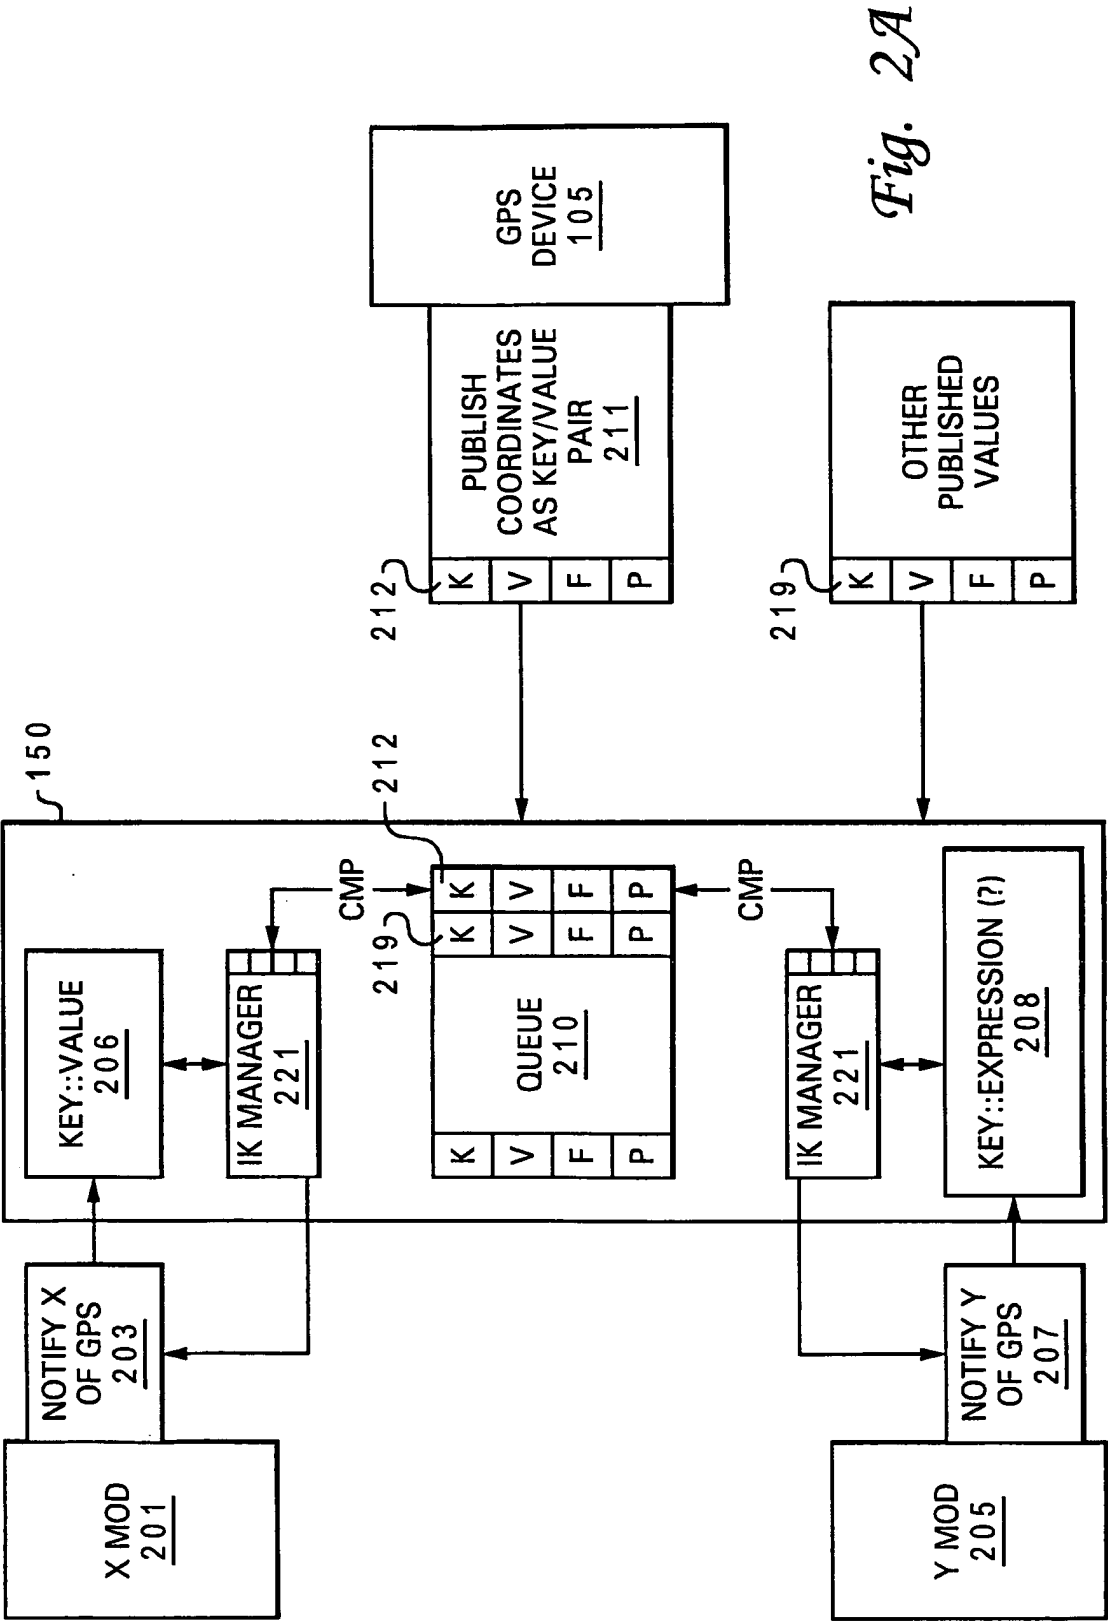 X MOD
201
NOTIFY X
OF GPS
203
KEY::VALUE
206
IK MANAGER
221
CMP
150
QUEUE
210
K
V
F
P
219
K
V
F
P
212
K
V
F
P
CMP
IK MANAGER
221
KEY::EXPRESSION (?)
208
Y MOD
205
NOTIFY Y
OF GPS
207
212
K
V
F
P
PUBLISH
COORDINATES
AS KEY/VALUE
PAIR
211
GPS
DEVICE
105
219
K
V
F
P
OTHER
PUBLISHED
VALUES
Fig. 2A